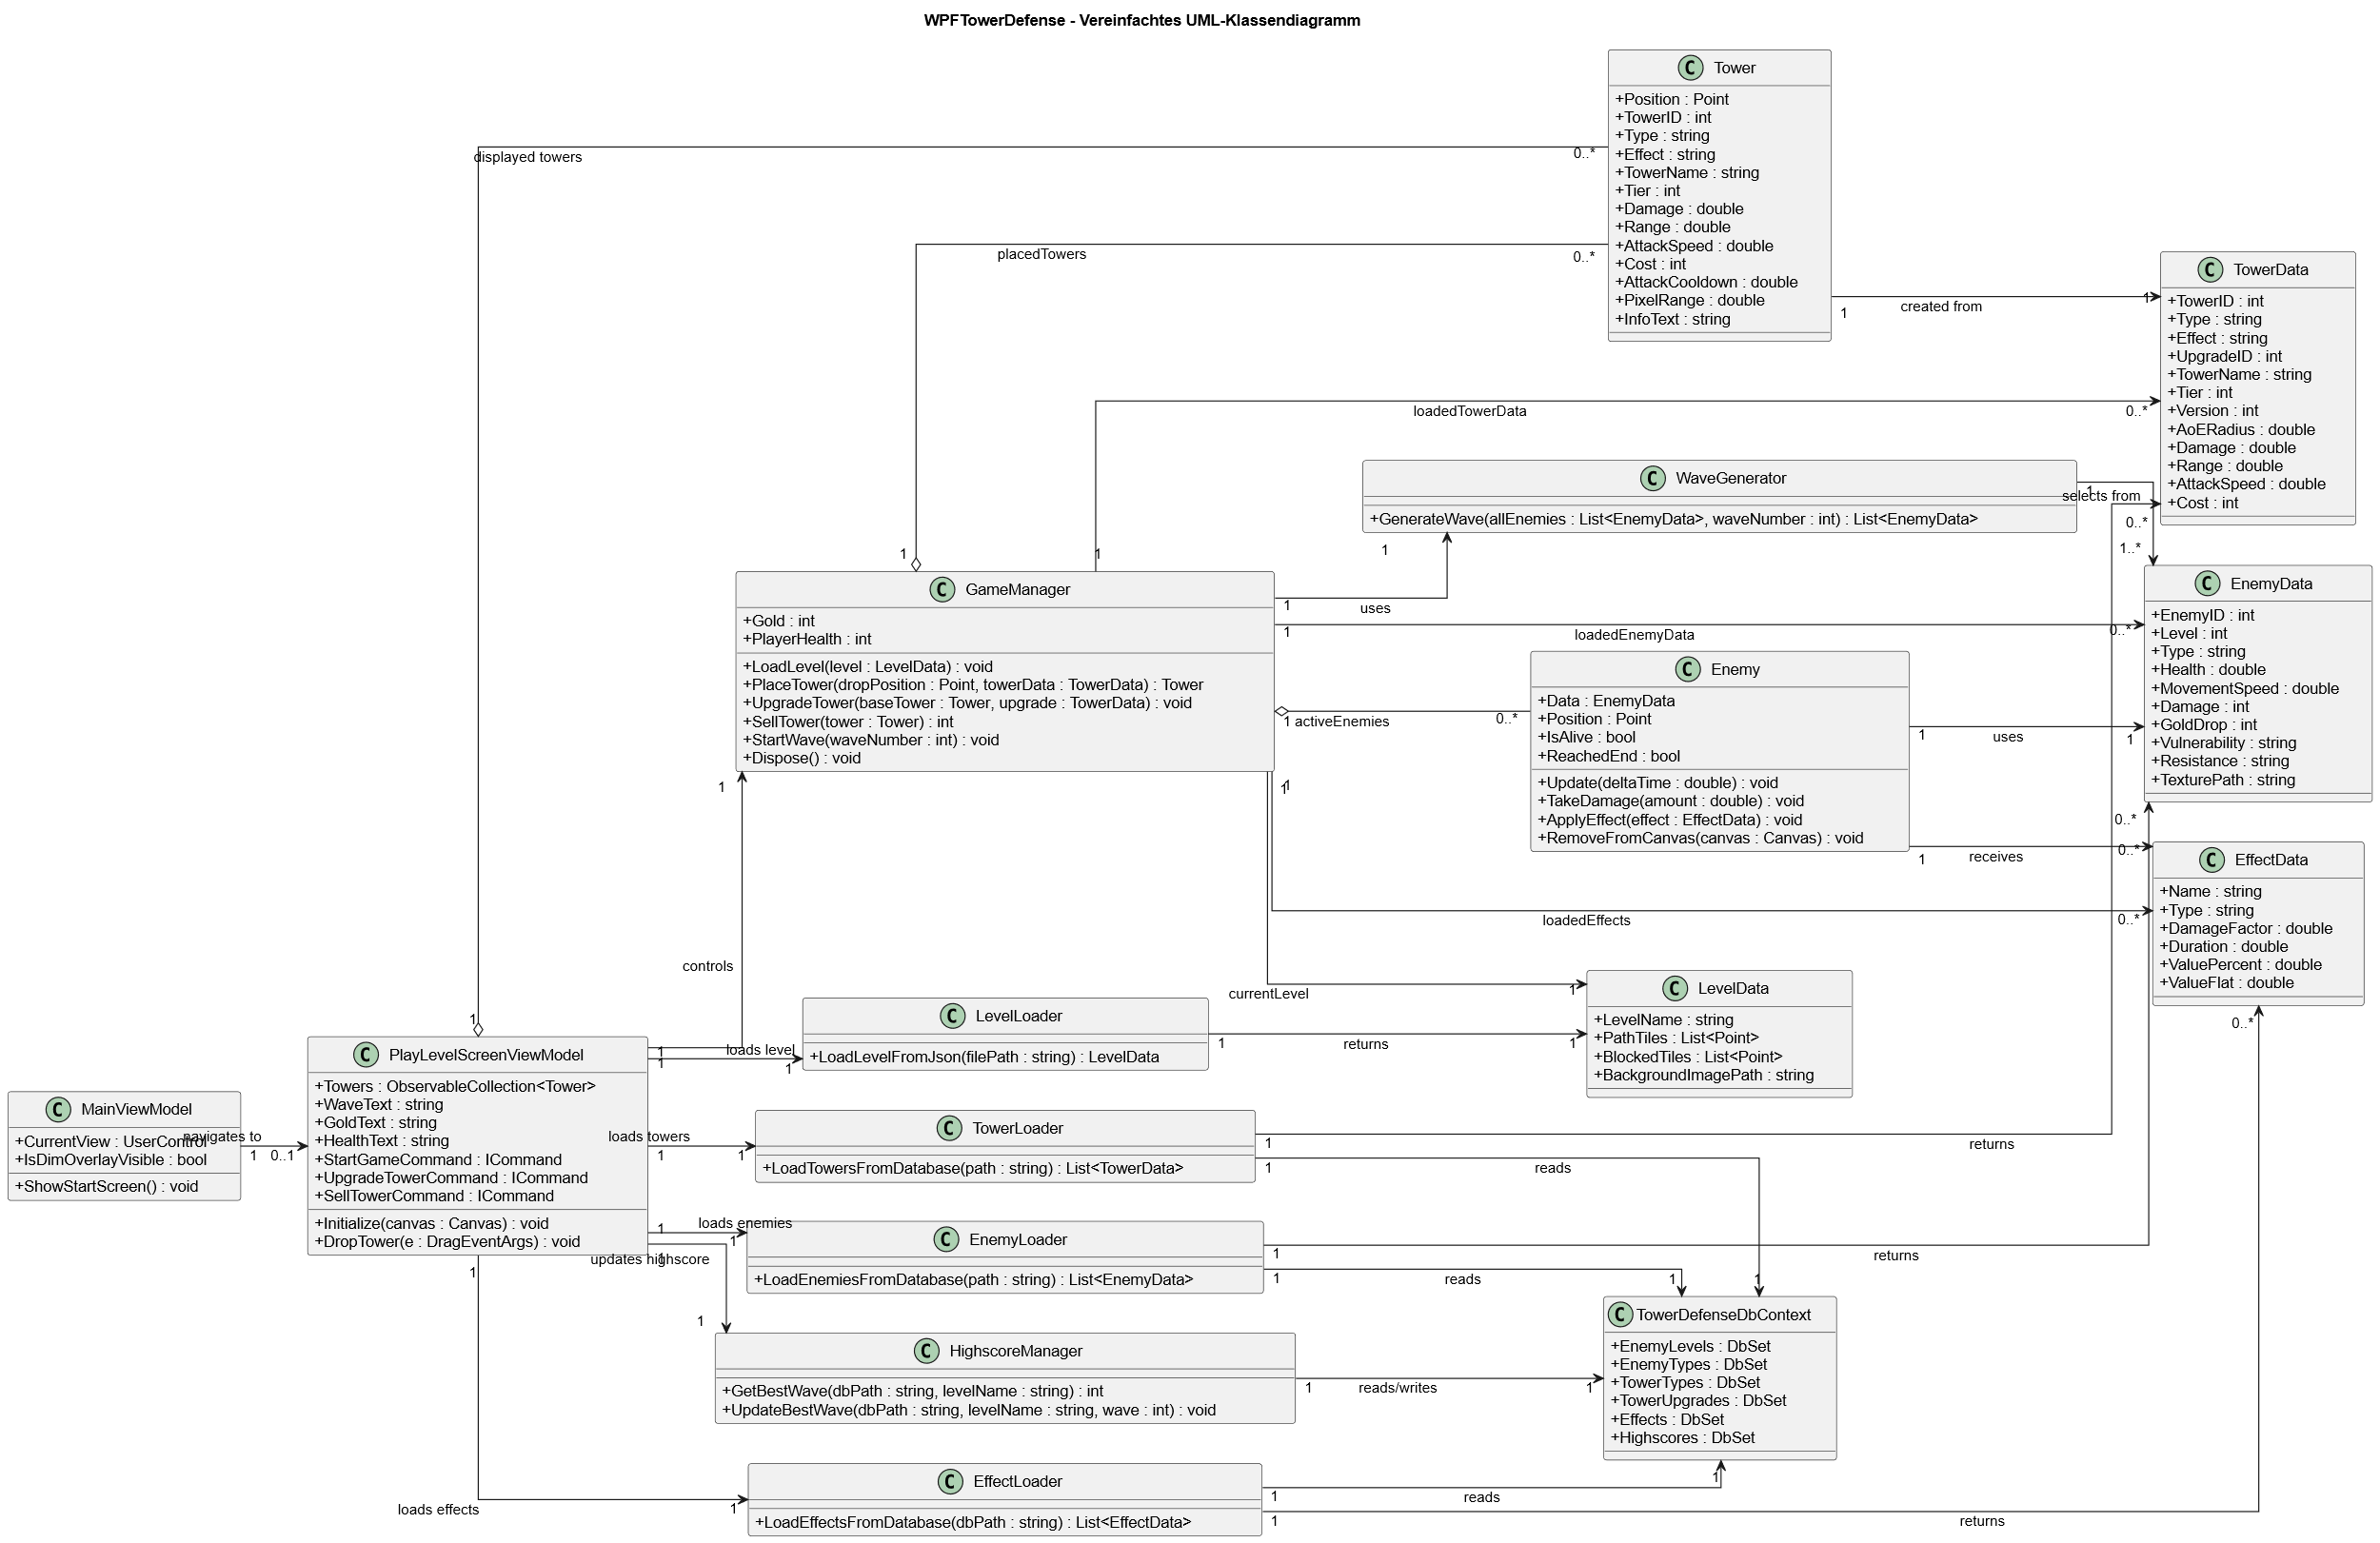 WPFTowerDefense - Vereinfachtes UML-Klassendiagramm
C Tower
+Position : Point
+TowerID : int
+Type : string
+Effect : string
+TowerName : string
+Tier : int
+Damage : double
+Range : double
+AttackSpeed : double
+Cost : int
+AttackCooldown : double
+PixelRange : double
+InfoText : string
displayed towers
0..*
placedTowers
0..*
1
created from
1
C TowerData
+TowerID : int
+Type : string
+Effect : string
+UpgradeID : int
+TowerName : string
+Tier : int
+Version : int
+AoERadius : double
+Damage : double
+Range : double
+AttackSpeed : double
+Cost : int
loadedTowerData
0..*
C WaveGenerator
+GenerateWave(allEnemies : List<EnemyData>, waveNumber : int) : List<EnemyData>
1
selects from
0..*
1..*
1
1
1
C GameManager
+Gold : int
+PlayerHealth : int
+LoadLevel(level : LevelData) : void
+PlaceTower(dropPosition : Point, towerData : TowerData) : Tower
+UpgradeTower(baseTower : Tower, upgrade : TowerData) : void
+SellTower(tower : Tower) : int
+StartWave(waveNumber : int) : void
+Dispose() : void
1
uses
1
loadedEnemyData
0..*
1
activeEnemies
0..*
1
1
C EnemyData
+EnemyID : int
+Level : int
+Type : string
+Health : double
+MovementSpeed : double
+Damage : int
+GoldDrop : int
+Vulnerability : string
+Resistance : string
+TexturePath : string
C Enemy
+Data : EnemyData
+Position : Point
+IsAlive : bool
+ReachedEnd : bool
+Update(deltaTime : double) : void
+TakeDamage(amount : double) : void
+ApplyEffect(effect : EffectData) : void
+RemoveFromCanvas(canvas : Canvas) : void
1
uses
1
0..*
1
receives
0..*
C EffectData
+Name : string
+Type : string
+DamageFactor : double
+Duration : double
+ValuePercent : double
+ValueFlat : double
loadedEffects
0..*
0..*
1
controls
currentLevel
1
C LevelData
+LevelName : string
+PathTiles : List<Point>
+BlockedTiles : List<Point>
+BackgroundImagePath : string
C LevelLoader
+LoadLevelFromJson(filePath : string) : LevelData
1
returns
1
1
C PlayLevelScreenViewModel
+Towers : ObservableCollection<Tower>
+WaveText : string
+GoldText : string
+HealthText : string
+StartGameCommand : ICommand
+UpgradeTowerCommand : ICommand
+SellTowerCommand : ICommand
+Initialize(canvas : Canvas) : void
+DropTower(e : DragEventArgs) : void
1
1
loads level
1
C MainViewModel
+CurrentView : UserControl
+IsDimOverlayVisible : bool
+ShowStartScreen() : void
navigates to
1
0..1
loads towers
1
1
C TowerLoader
+LoadTowersFromDatabase(path : string) : List<TowerData>
1
returns
1
reads
1
1
loads enemies
1
C EnemyLoader
+LoadEnemiesFromDatabase(path : string) : List<EnemyData>
1
returns
1
reads
1
updates highscore
1
1
C HighscoreManager
+GetBestWave(dbPath : string, levelName : string) : int
+UpdateBestWave(dbPath : string, levelName : string, wave : int) : void
1
reads/writes
1
C TowerDefenseDbContext
+EnemyLevels : DbSet
+EnemyTypes : DbSet
+TowerTypes : DbSet
+TowerUpgrades : DbSet
+Effects : DbSet
+Highscores : DbSet
1
loads effects
1
C EffectLoader
+LoadEffectsFromDatabase(dbPath : string) : List<EffectData>
1
reads
1
1
returns